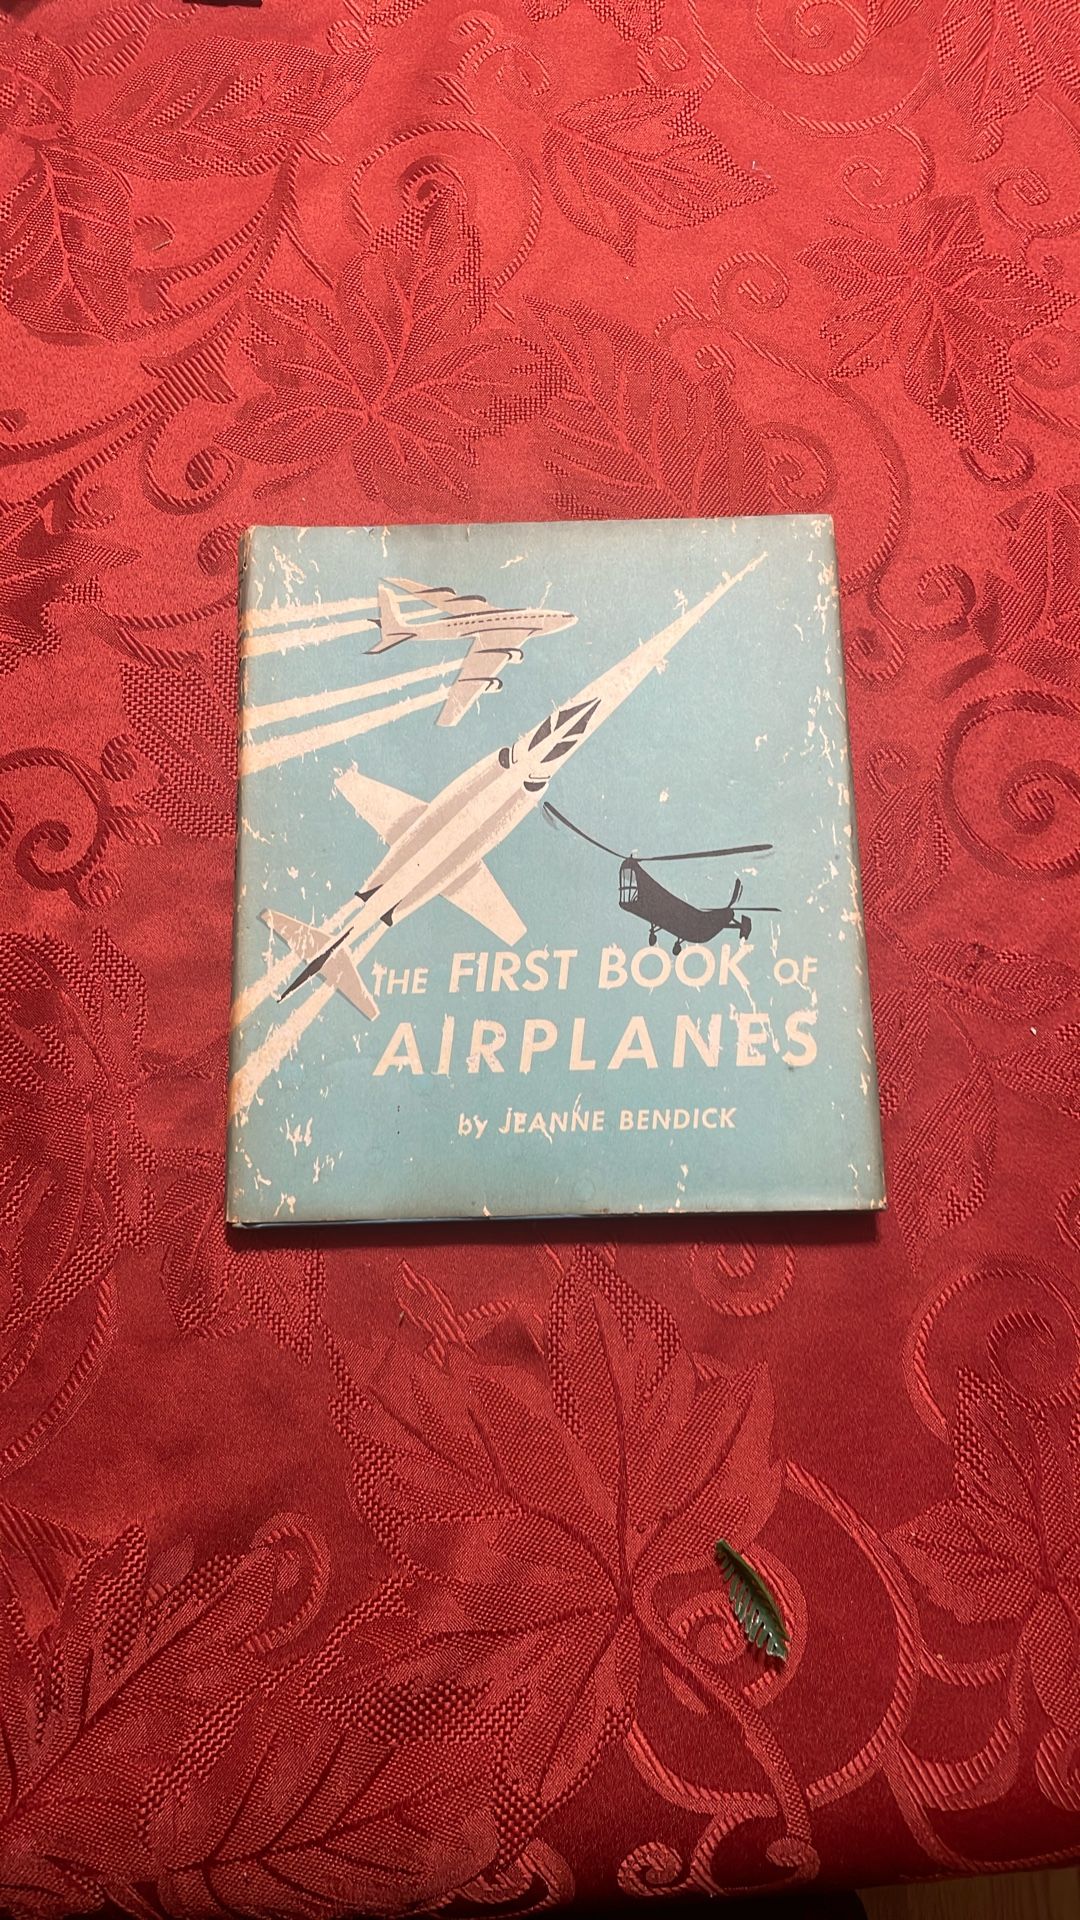 THE FIRST BOOK OF
AIRPLANES
by JEANNE BENDICK